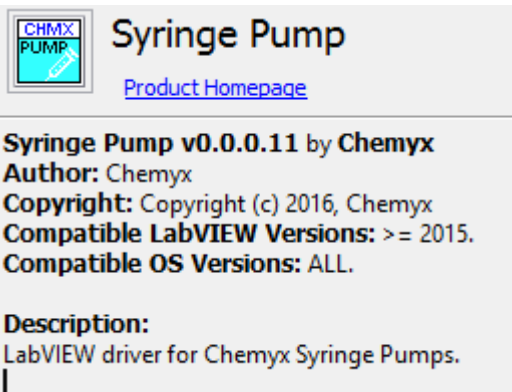 CHMX
PUMP
Syringe Pump
Product Homepage
Syringe Pump v0.0.0.11 by Chemyx
Author: Chemyx
Copyright: Copyright (c) 2016, Chemyx
Compatible LabVIEW Versions: >= 2015.
Compatible OS Versions: ALL.
Description:
LabVIEW driver for Chemyx Syringe Pumps.